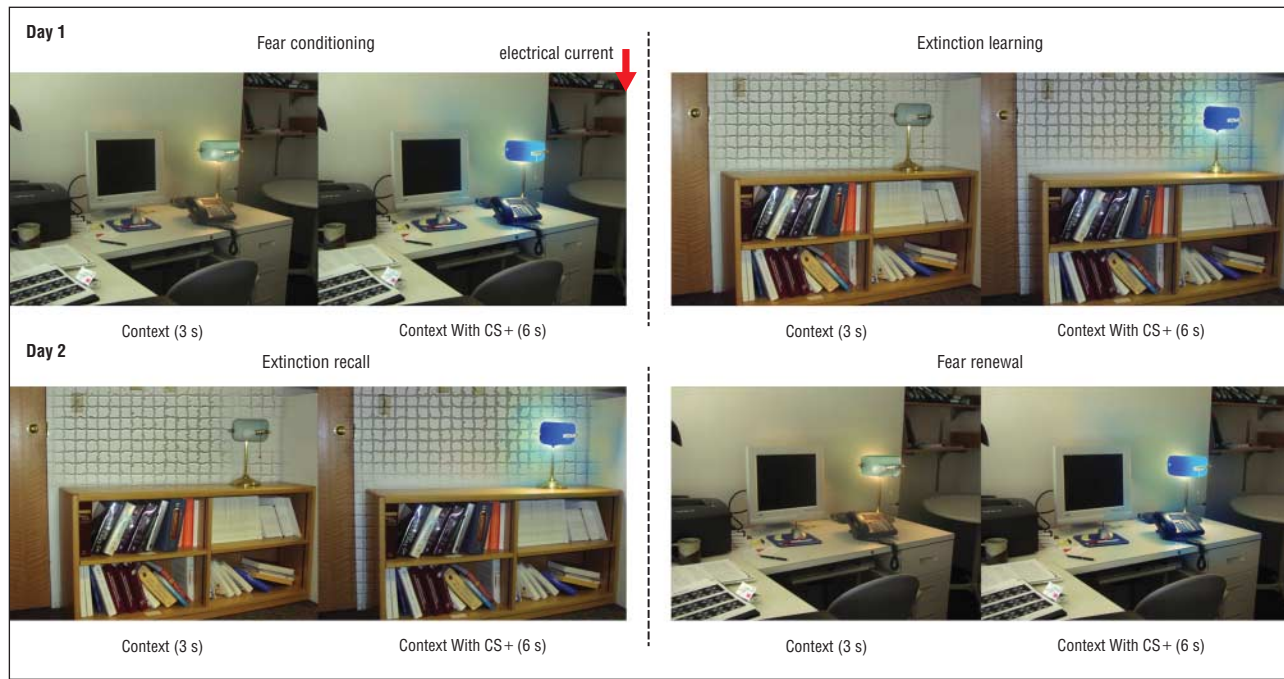 Day 1
Fear conditioning
electrical current
Extinction learning
Context (3 s)
Context With CS+ (6 s)
Context (3 s)
Context With CS+ (6 s)
Day 2
Extinction recall
Fear renewal
Context (3 s)
Context With CS+ (6 s)
Context (3 s)
Context With CS+ (6 s)